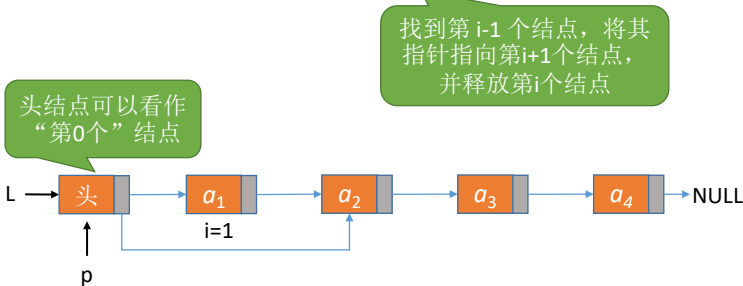 找到第 i-1 个结点，将其
指针指向第i+1个结点，
并释放第i个结点
头结点可以看作
“第0个”结点
L 头 a₁ a₂ a₃ a₄ NULL
i=1
p